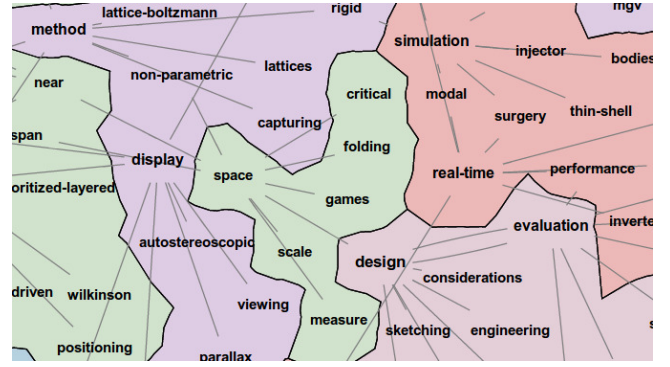 lattice-boltzmann
rigid
mgv
method
simulation
injector
bodies
non-parametric
lattices
near
critical
modal
capturing
surgery
thin-shell
span
display
folding
space
real-time
performance
oritized-layered
games
autostereoscopic
scale
evaluation
inverte
design
considerations
driven
wilkinson
viewing
measure
sketching
engineering
positioning
parallax